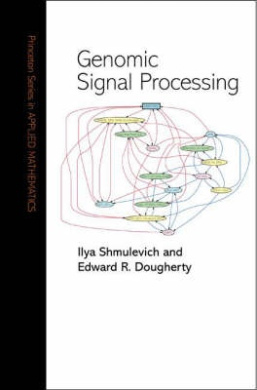 Princeton Series in APPLIED MATHEMATICS
Genomic
Signal Processing
Ilya Shmulevich and
Edward R. Dougherty